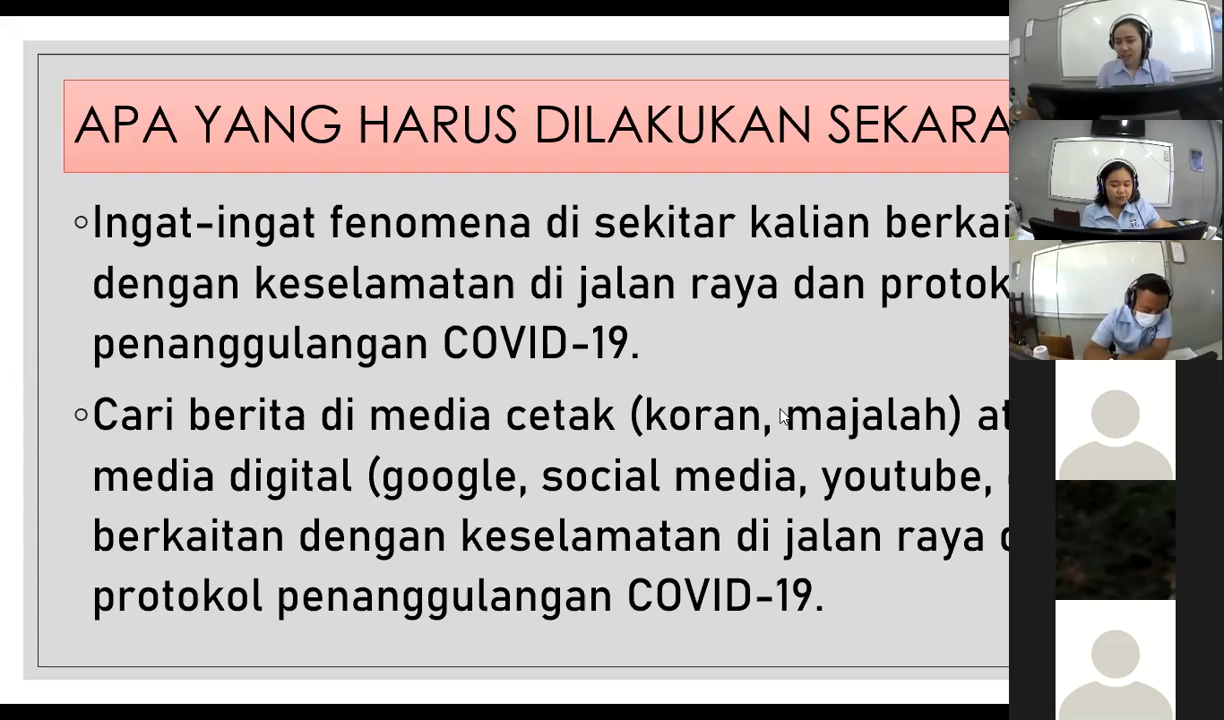 APA YANG HARUS DILAKUKAN SEKARA
◦Ingat-ingat fenomena di sekitar kalian berkai
dengan keselamatan di jalan raya dan protok
penanggulangan COVID-19.
◦Cari berita di media cetak (koran, majalah) at
media digital (google, social media, youtube,
berkaitan dengan keselamatan di jalan raya
protokol penanggulangan COVID-19.